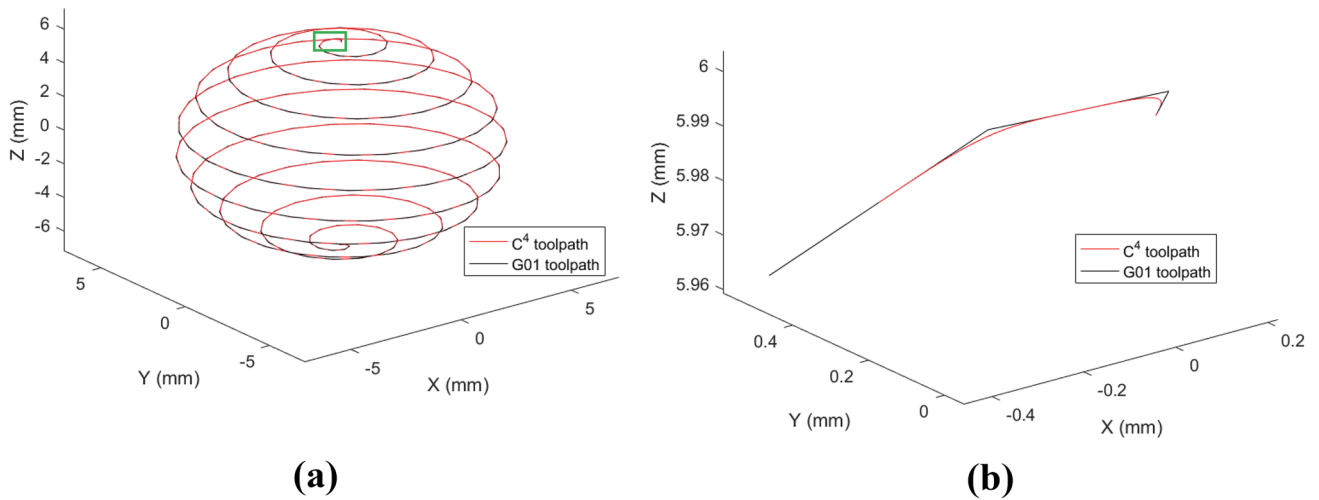 6
4
2
0
-2
-4
-6
Z (mm)
5
0
-5
Y (mm)
-5
0
5
X (mm)
C⁴ toolpath
G01 toolpath
(a)
6
5.99
5.98
5.97
5.96
Z (mm)
0.4
0.2
0
Y (mm)
-0.4
-0.2
0
0.2
X (mm)
C⁴ toolpath
G01 toolpath
(b)